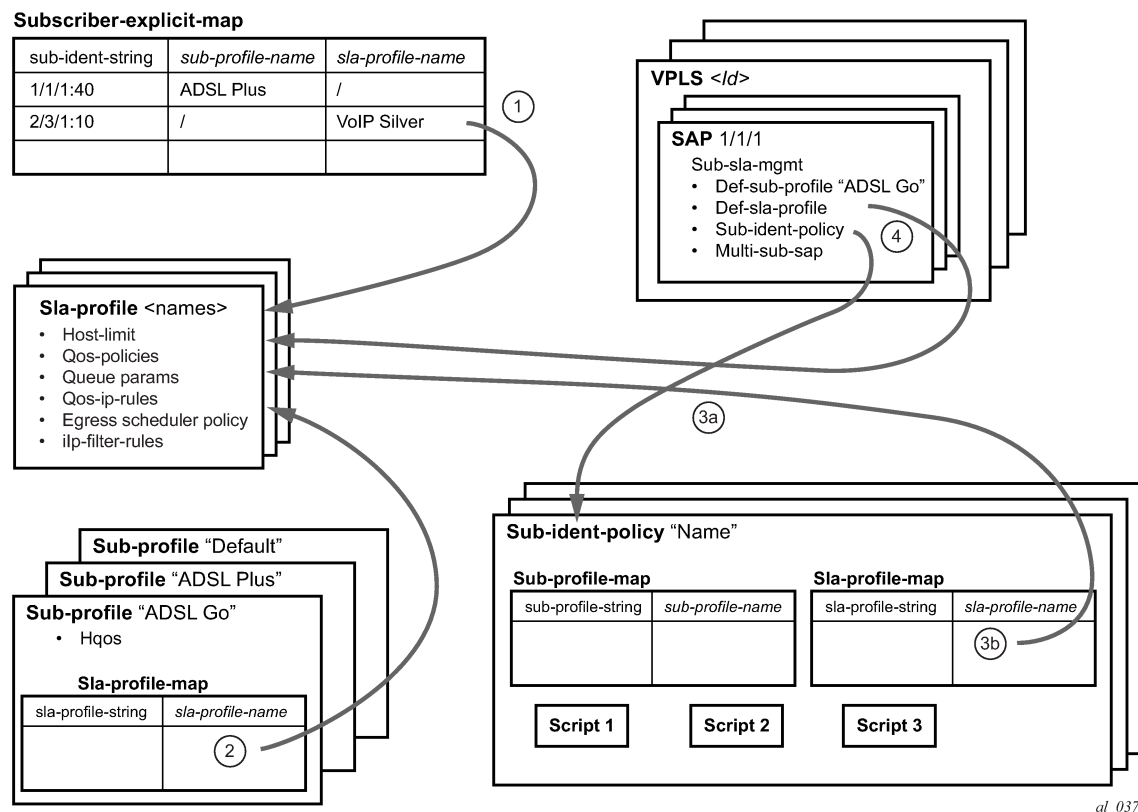 Subscriber-explicit-map
sub-ident-string sub-profile-name sla-profile-name
1/1/1:40 ADSL Plus /
2/3/1:10 / VoIP Silver
1
VPLS <Id>
SAP 1/1/1
Sub-sla-mgmt
• Def-sub-profile “ADSL Go”
• Def-sla-profile
• Sub-ident-policy
• Multi-sub-sap
4
Sla-profile <names>
• Host-limit
• Qos-policies
• Queue params
• Qos-ip-rules
• Egress scheduler policy
• iIp-filter-rules
3a
Sub-profile “Default”
Sub-profile “ADSL Plus”
Sub-profile “ADSL Go”
• Hqos
Sla-profile-map
sla-profile-string sla-profile-name
2
Sub-ident-policy “Name”
Sub-profile-map
sub-profile-string sub-profile-name
Sla-profile-map
sla-profile-string sla-profile-name
3b
Script 1 Script 2 Script 3
al_037